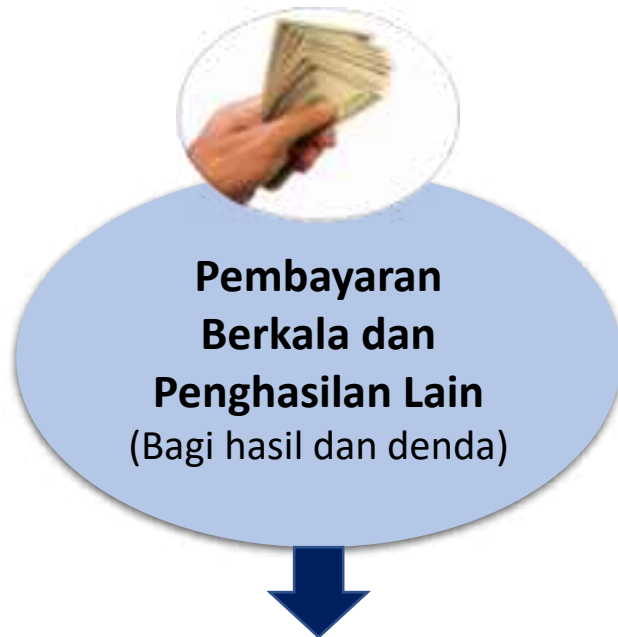 Pembayaran
Berkala dan
Penghasilan Lain
(Bagi hasil dan denda)